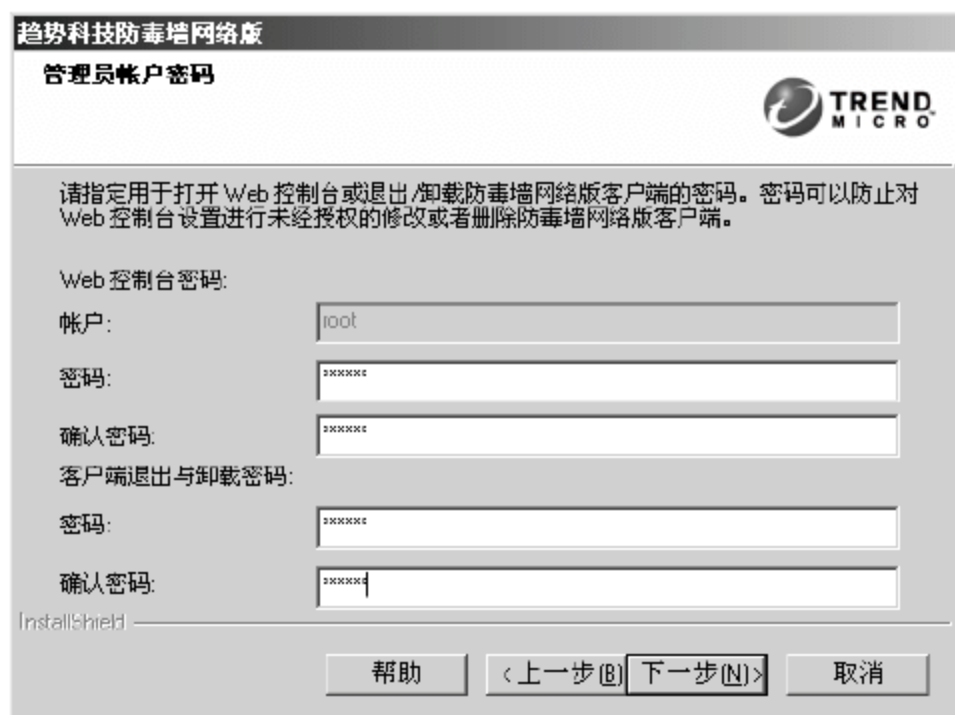 趋势科技防毒墙网络版
管理员帐户密码
TREND
MICRO
请指定用于打开 Web 控制台或退出/卸载防毒墙网络版客户端的密码。密码可以防止对
Web 控制台设置进行未经授权的修改或者删除防毒墙网络版客户端。
Web 控制台密码:
帐户: root
密码: ××××××
确认密码: ××××××
客户端退出与卸载密码:
密码: ××××××
确认密码: ××××××
InstallShield
帮助 <上一步(B) 下一步(N)> 取消